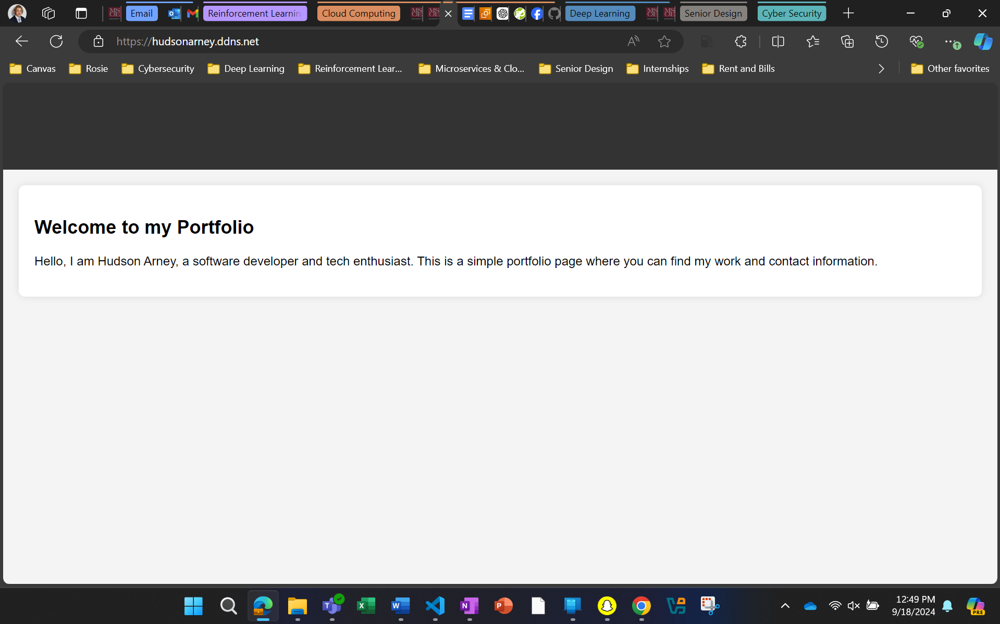 Email
Reinforcement Learnin
Cloud Computing
Deep Learning
Senior Design
Cyber Security
https://hudsonarney.ddns.net
Canvas
Rosie
Cybersecurity
Deep Learning
Reinforcement Lear...
Microservices & Clo...
Senior Design
Internships
Rent and Bills
Other favorites
Welcome to my Portfolio
Hello, I am Hudson Arney, a software developer and tech enthusiast. This is a simple portfolio page where you can find my work and contact information.
12:49 PM
9/18/2024
PRE